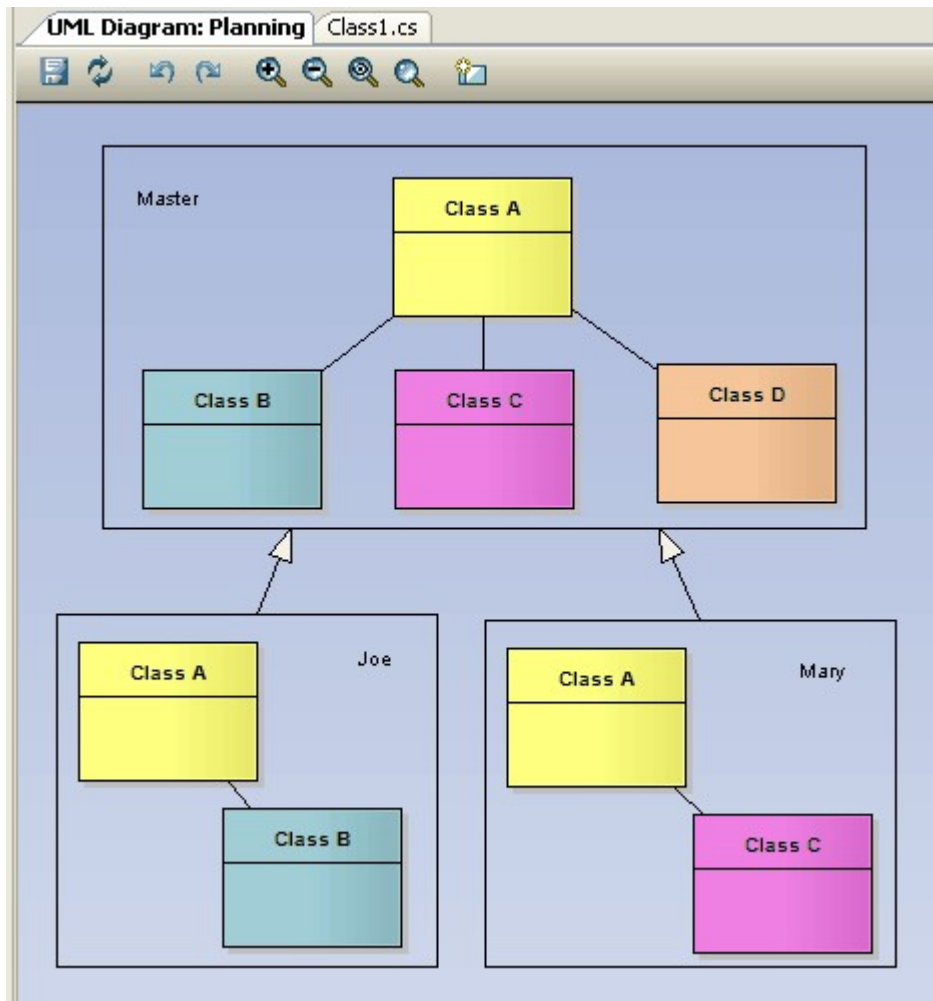 UML Diagram: Planning Class1.cs
Master
Class A
Class B Class C Class D
Joe
Class A
Class B
Mary
Class A
Class C